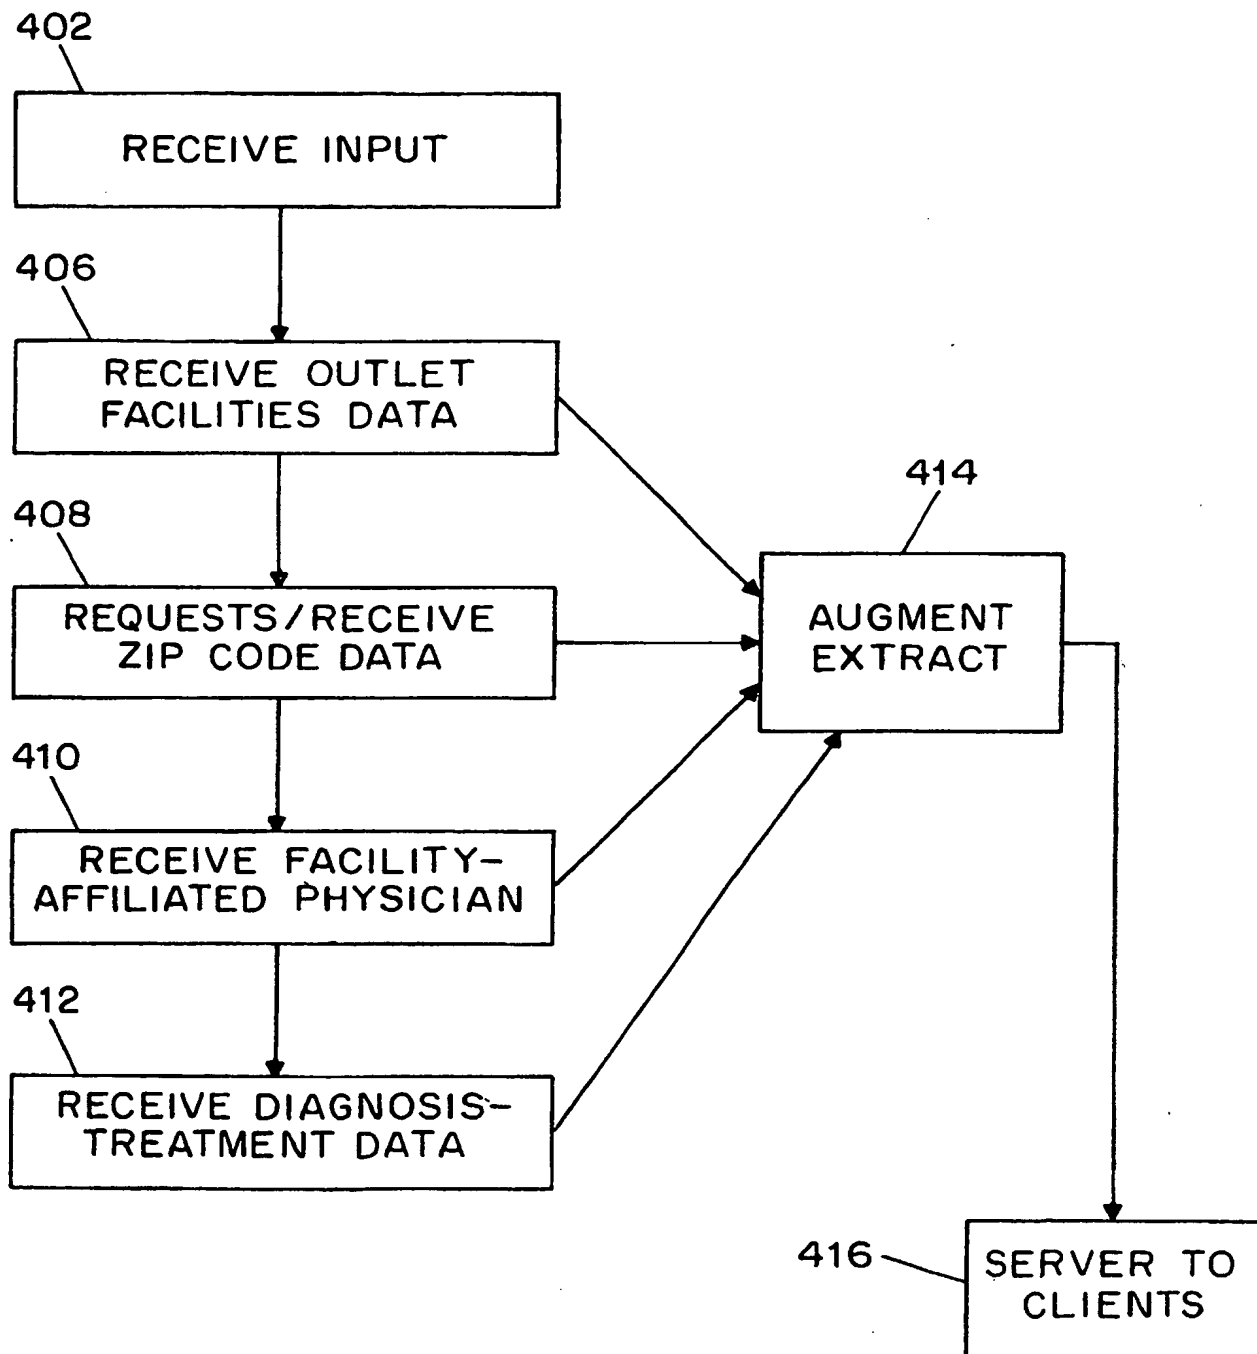 402
RECEIVE INPUT
406
RECEIVE OUTLET
FACILITIES DATA
408
REQUESTS/RECEIVE
ZIP CODE DATA
410
RECEIVE FACILITY-
AFFILIATED PHYSICIAN
412
RECEIVE DIAGNOSIS-
TREATMENT DATA
414
AUGMENT
EXTRACT
416
SERVER TO
CLIENTS